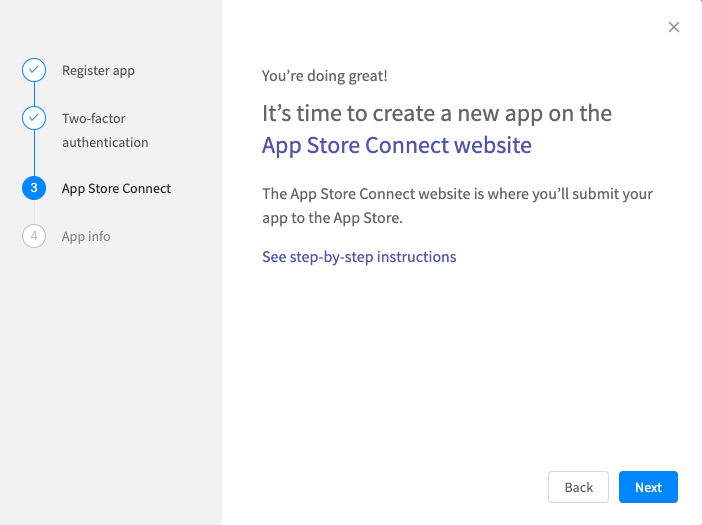 Register app
Two-factor
authentication
3
App Store Connect
4
App info
You’re doing great!
It’s time to create a new app on the
App Store Connect website
The App Store Connect website is where you’ll submit your
app to the App Store.
See step-by-step instructions
Back
Next